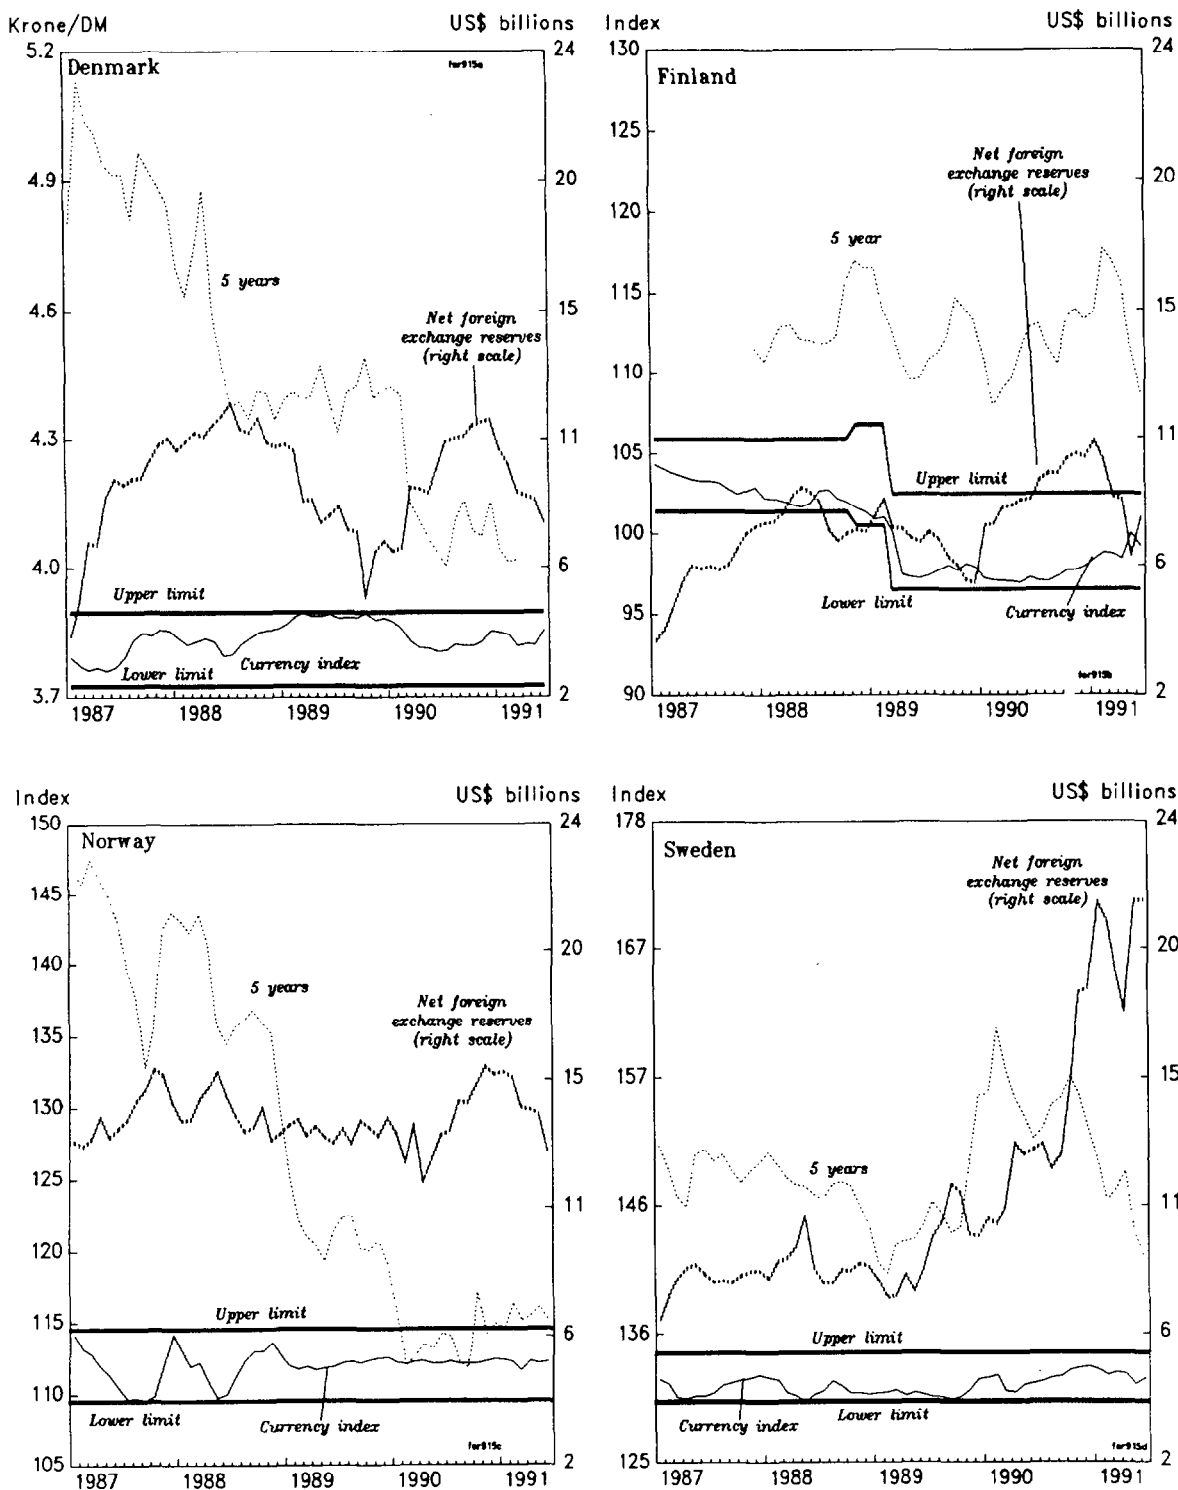 Krone/DM
US$ billions
5.2
24
Denmark
for915a
4.9
20
5 years
4.6
15
Net foreign
exchange reserves
(right scale)
4.3
11
4.0
6
Upper limit
Lower limit
Currency index
3.7
2
1987
1988
1989
1990
1991
Index
US$ billions
130
24
Finland
125
Net foreign
exchange reserves
(right scale)
20
120
5 year
115
15
110
105
11
Upper limit
100
6
Lower limit
Currency index
95
for915b
90
2
1987
1988
1989
1990
1991
Index
US$ billions
150
24
Norway
145
20
140
5 years
Net foreign
exchange reserves
(right scale)
135
15
130
125
11
120
Upper limit
115
6
110
Lower limit
Currency index
for915c
105
2
1987
1988
1989
1990
1991
Index
US$ billions
178
24
Sweden
Net foreign
exchange reserves
(right scale)
167
20
157
15
5 years
146
11
136
6
Upper limit
Currency index
Lower limit
for915d
125
2
1987
1988
1989
1990
1991